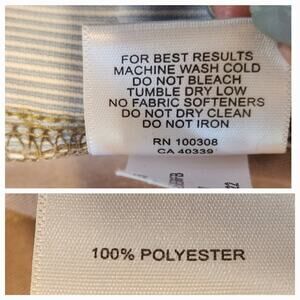 FOR BEST RESULTS
MACHINE WASH COLD
DO NOT BLEACH
TUMBLE DRY LOW
NO FABRIC SOFTENERS
DO NOT DRY CLEAN
DO NOT IRON
RN 100308
CA 40339
100% POLYESTER